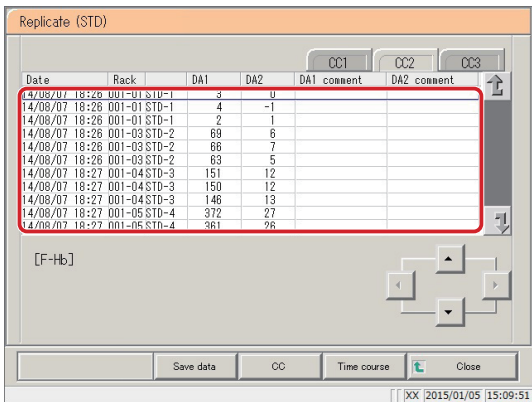 Replicate (STD)
CC1 CC2 CC3
Date Rack DA1 DA2 DA1 comment DA2 comment
14/08/07 18:26 001-01 STD-1 3 0
14/08/07 18:26 001-01 STD-1 4 -1
14/08/07 18:26 001-01 STD-1 2 1
14/08/07 18:26 001-03 STD-2 69 6
14/08/07 18:26 001-03 STD-2 66 7
14/08/07 18:26 001-03 STD-2 63 5
14/08/07 18:27 001-04 STD-3 151 12
14/08/07 18:27 001-04 STD-3 150 12
14/08/07 18:27 001-04 STD-3 146 13
14/08/07 18:27 001-05 STD-4 372 27
14/08/07 18:27 001-05 STD-4 361 26
[F-Hb]
Save data CC Time course Close
XX 2015/01/05 15:09:51